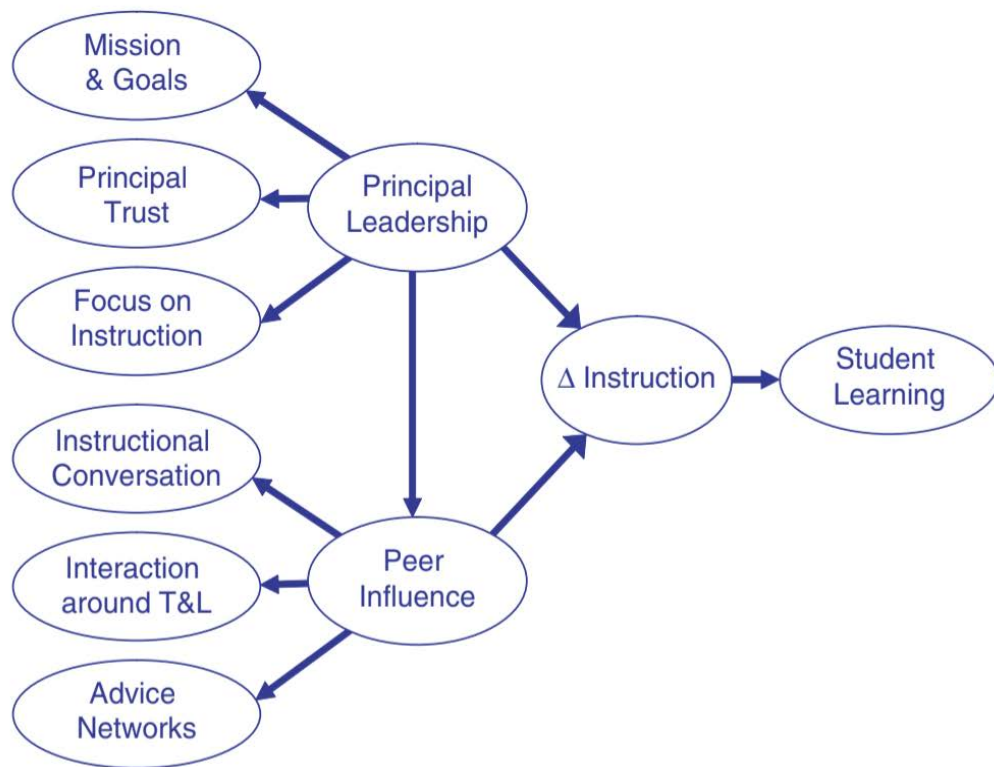 Mission
& Goals
Principal
Trust
Principal
Leadership
Focus on
Instruction
Δ Instruction
Student
Learning
Instructional
Conversation
Interaction
around T&L
Peer
Influence
Advice
Networks